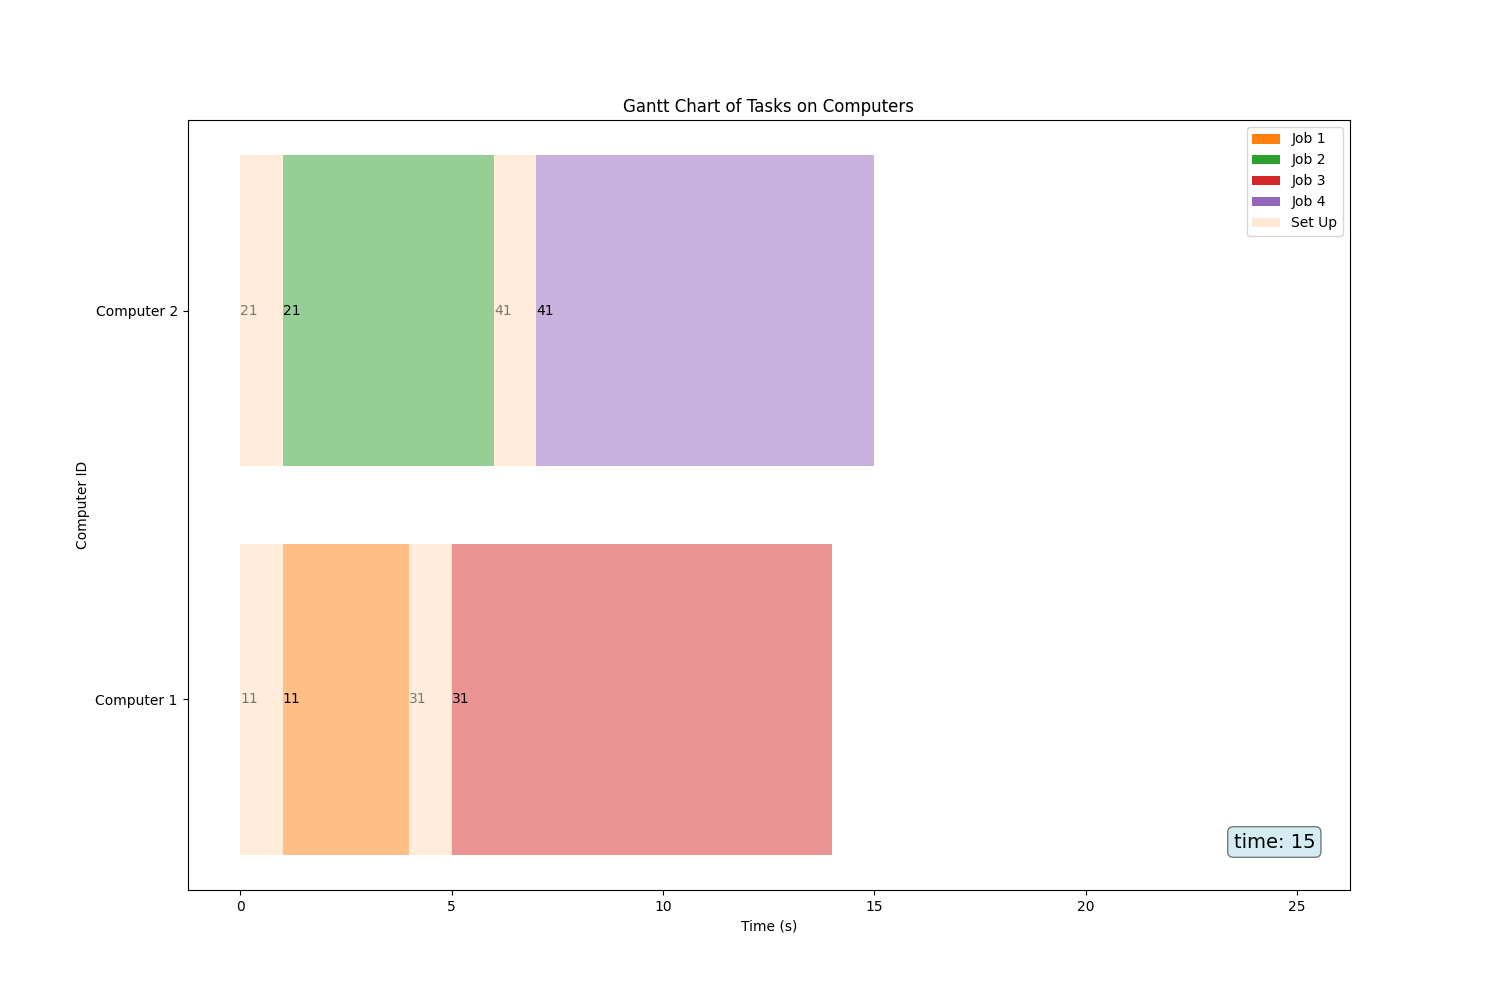 Gantt Chart of Tasks on Computers
Job 1
Job 2
Job 3
Job 4
Set Up
Computer 2
21
21
41
41
Computer ID
Computer 1
11
11
31
31
time: 15
0
5
10
15
20
25
Time (s)